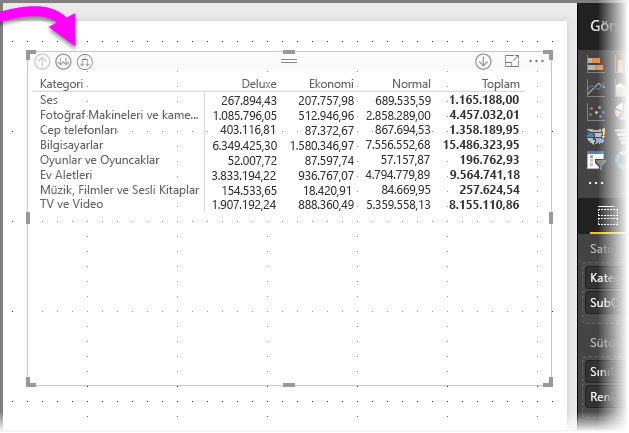 Gör
Kategori Deluxe Ekonomi Normal Toplam
Ses 267.894,43 207.757,98 689.535,59 1.165.188,00
Fotoğraf Makineleri ve kame... 1.085.796,05 512.946,96 2.858.289,00 4.457.032,01
Cep telefonları 403.116,81 87.372,67 867.694,53 1.358.189,95
Bilgisayarlar 6.349.425,30 1.580.346,97 7.556.552,68 15.486.323,95
Oyunlar ve Oyuncaklar 52.007,72 87.597,74 57.157,87 196.762,93
Ev Aletleri 3.833.194,22 936.767,07 4.794.779,89 9.564.741,18
Müzik, Filmler ve Sesli Kitaplar 154.533,65 18.420,91 84.669,95 257.624,54
TV ve Video 1.907.192,24 888.360,49 5.359.558,13 8.155.110,86
Satı
Kate
SubC
Sütu
Sını
Renk